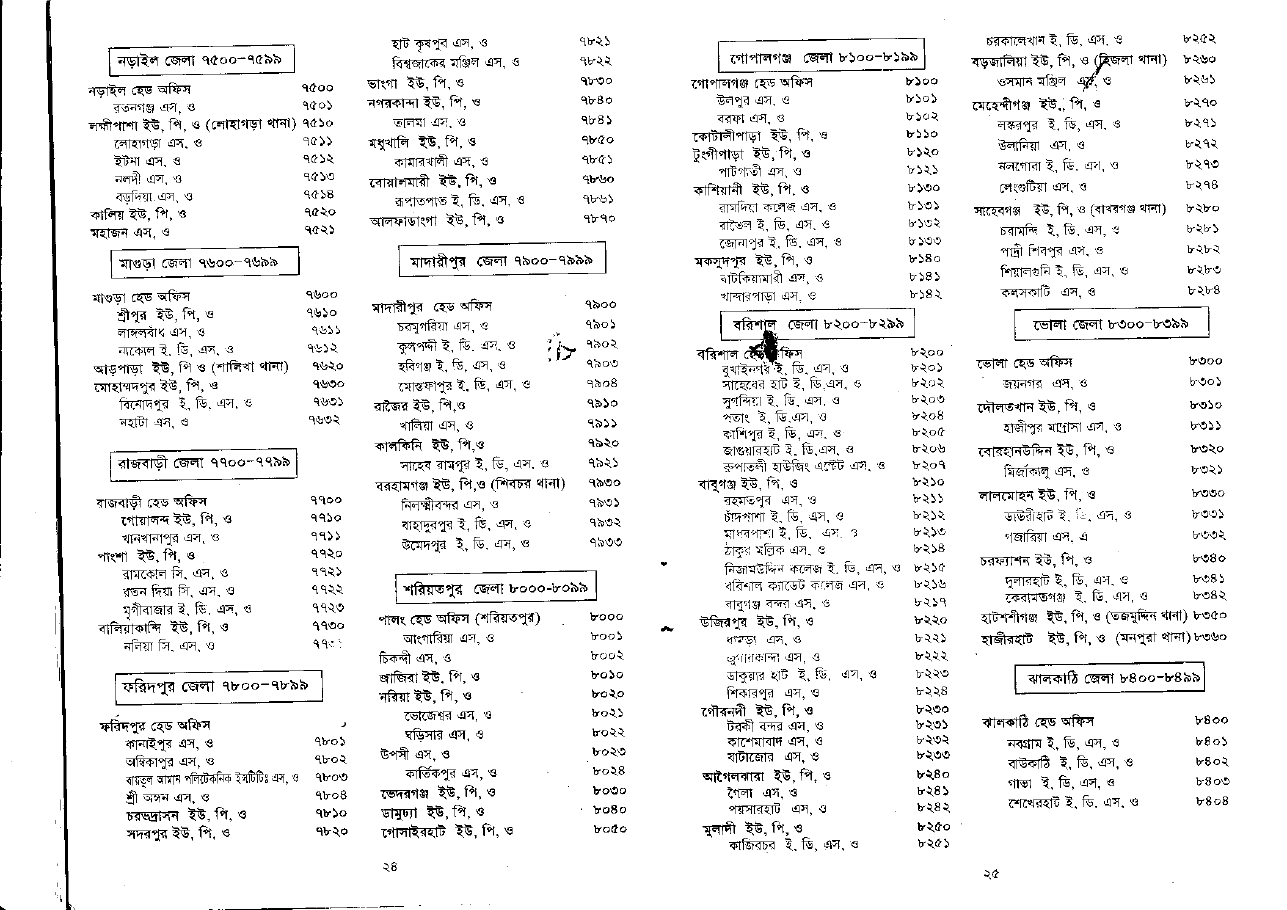 নড়াইল জেলা ৭৫০০-৭৫৯৯
নড়াইল হেড অফিস ৭৫০০
রতনগঞ্জ এস, ও ৭৫০১
লক্ষীপাশা ইউ, পি, ও (লোহাগড়া থানা) ৭৫১০
লোহাগড়া এস, ও ৭৫১১
ইটনা এস, ও ৭৫১২
নলদী এস, ও ৭৫১৩
বড়দিয়া এস, ও ৭৫১৪
কালিয় ইউ, পি, ও ৭৫২০
মহাজন এস, ও ৭৫২১
মাগুড়া জেলা ৭৬০০-৭৬৯৯
মাগুড়া হেড অফিস ৭৬০০
শ্রীপুর ইউ, পি, ও ৭৬১০
লাঙ্গলবাধ এস, ও ৭৬১১
নাকোল ই, ডি, এস, ও ৭৬১২
আড়পাড়া ইউ, পি ও (শালিখা থানা) ৭৬২০
মোহাম্মদপুর ইউ, পি, ও ৭৬৩০
বিনোদপুর ই, ডি, এস, ও ৭৬৩১
নহাটা এস, ও ৭৬৩২
রাজবাড়ী জেলা ৭৭০০-৭৭৯৯
রাজবাড়ী হেড অফিস ৭৭০০
গোয়ালন্দ ইউ, পি, ও ৭৭১০
খানখানাপুর এস, ও ৭৭১১
পাংশা ইউ, পি, ও ৭৭২০
রামকোল সি, এস, ও ৭৭২১
রতন দিয়া সি, এস, ও ৭৭২২
মৃগীবাজার ই, ডি, এস, ও ৭৭২৩
বালিয়াকান্দি ইউ, পি, ও ৭৭৩০
নলিয়া সি, এস, ও
ফরিদপুর জেলা ৭৮০০-৭৮৯৯
ফরিদপুর হেড অফিস
কানাইপুর এস, ও ৭৮০১
অম্বিকাপুর এস, ও ৭৮০২
বায়তুল আমান পলিটেকনিক ইন্সটিটিঃ এস, ও ৭৮০৩
শ্রী অঙ্গন এস, ও ৭৮০৪
চরভদ্রাসন ইউ, পি, ও ৭৮১০
সদরপুর ইউ, পি, ও ৭৮২০
হাট কৃষপুর এস, ও ৭৮২১
বিশ্বজাকের মঞ্জিল এস, ও ৭৮২২
ভাংগা ইউ, পি, ও ৭৮৩০
নগরকান্দা ইউ, পি, ও ৭৮৪০
তালমা এস, ও ৭৮৪১
মধুখালি ইউ, পি, ও ৭৮৫০
কামারখালী এস, ও ৭৮৫১
বোয়ালমারী ইউ, পি, ও ৭৮৬০
রূপাতপাত ই, ডি, এস, ও ৭৮৬১
আলফাডাংগা ইউ, পি, ও ৭৮৭০
মাদারীপুর জেলা ৭৯০০-৭৯৯৯
মাদারীপুর হেড অফিস ৭৯০০
চরমুগরিয়া এস, ও ৭৯০১
কুলপদ্দী ই, ডি. এস, ও ৭৯০২
হবিগঞ্জ ই, ডি, এস, ও ৭৯০৩
মোস্তফাপুর ই, ডি, এস, ও ৭৯০৪
রাজৈর ইউ, পি,ও ৭৯১০
খালিয়া এস, ও ৭৯১১
কালকিনি ইউ, পি,ও ৭৯২০
সাহেব রামপুর ই, ডি, এস, ও ৭৯২১
বরহামগঞ্জ ইউ, পি,ও (শিবচর থানা) ৭৯৩০
নিলক্ষীবন্দর এস, ও ৭৯৩১
বাহাদুরপুর ই, ডি, এস, ও ৭৯৩২
উমেদপুর ই, ডি, এস, ও ৭৯৩৩
শরিয়তপুর জেলা ৮০০০-৮০৯৯
পালং হেড অফিস (শরিয়তপুর) ৮০০০
আংগারিয়া এস, ও ৮০০১
চিকন্দী এস, ও ৮০০২
জাজিরা ইউ, পি, ও ৮০১০
নরিয়া ইউ, পি, ও ৮০২০
ভোজেশ্বর এস, ও ৮০২১
ঘড়িসার এস, ও ৮০২২
উপসী এস, ও ৮০২৩
কার্তিকপুর এস, ও ৮০২৪
ভেদরগঞ্জ ইউ, পি, ও ৮০৩০
ডামুড্যা ইউ, পি, ও ৮০৪০
গোসাইরহাট ইউ, পি, ও ৮০৫০
২৪
গোপালগঞ্জ জেলা ৮১০০-৮১৯৯
গোপালগঞ্জ হেড অফিস ৮১০০
উলপুর এস, ও ৮১০১
বরফা এস, ও ৮১০২
কোটালীপাড়া ইউ, পি, ও ৮১১০
টুংগীপাড়া ইউ, পি, ও ৮১২০
পাটগাতী এস, ও ৮১২১
কাশিয়ানী ইউ, পি, ও ৮১৩০
রামদিয়া কলেজ এস, ও ৮১৩১
রাতৈল ই, ডি, এস, ও ৮১৩২
জোনাপুর ই, ডি, এস, ও ৮১৩৩
মকসুদপুর ইউ, পি, ও ৮১৪০
বাটিকিয়ামারী এস, ও ৮১৪১
খান্দারপাড়া এস, ও ৮১৪২
বরিশাল জেলা ৮২০০-৮২৯৯
বরিশাল হেড অফিস ৮২০০
বুখাইনগর ই, ডি, এস, ও ৮২০১
সাহেবের হাট ই, ডি,এস, ও ৮২০২
সুগন্দিয়া ই, ডি, এস, ও ৮২০৩
পতাং ই, ডি.এস, ও ৮২০৪
কাশিপুর ই, ডি, এস, ও ৮২০৫
জাগুয়ারহাট ই, ডি,এস, ও ৮২০৬
রুপাতলী হাউজিং এস্টেট এস, ও ৮২০৭
বাবুগঞ্জ ইউ, পি, ও ৮২১০
রহমতপুর এস, ও ৮২১১
চাঁদপাশা ই, ডি, এস, ও ৮২১২
মাধবপাশা ই, ডি, এস, ও ৮২১৩
ঠাকুর মল্লিক এস, ও ৮২১৪
নিজামউদ্দিন কলেজ ই, ডি, এস, ও ৮২১৫
বরিশাল ক্যাডেট কলেজ এস, ও ৮২১৬
বাবুগঞ্জ বন্দর এস, ও ৮২১৭
উজিরপুর ইউ, পি, ও ৮২২০
ধামড়া এস, ও ৮২২১
জুগারকান্দা এস, ও ৮২২২
ডাকুয়ার হাট ই, ডি, এস, ও ৮২২৩
শিকারপুর এস, ও ৮২২৪
গৌরনদী ইউ, পি, ও ৮২৩০
টরকী বন্দর এস, ও ৮২৩১
কাশেমাবাদ এস, ও ৮২৩২
বাটাজোর এস, ও ৮২৩৩
আগৈলঝারা ইউ, পি, ও ৮২৪০
গৈলা এস, ও ৮২৪১
পয়সারহাট এস, ও ৮২৪২
মুলাদী ইউ, পি, ও ৮২৫০
কাজিরচর ই, ডি, এস, ও ৮২৫১
চরকালেখান ই, ডি, এস, ও ৮২৫২
বড়জালিয়া ইউ, পি, ও (হিজলা থানা) ৮২৬০
ওসমান মঞ্জিল এস, ও ৮২৬১
মেহেন্দীগঞ্জ ইউ, পি, ও ৮২৭০
লস্করপুর ই, ডি, এস, ও ৮২৭১
উলানিয়া এস, ও ৮২৭২
নলগোরা ই, ডি, এস, ও ৮২৭৩
লেংগুটিয়া এস, ও ৮২৭৪
সাহেবগঞ্জ ইউ, পি, ও (বাখরগঞ্জ থানা) ৮২৮০
চরামদ্দি ই, ডি, এস, ও ৮২৮১
পাদ্রী শিবপুর এস, ও ৮২৮২
শিয়ালগুনি ই, ডি, এস, ও ৮২৮৩
কলসকাটি এস, ও ৮২৮৪
ভোলা জেলা ৮৩০০-৮৩৯৯
ভোলা হেড অফিস ৮৩০০
জয়নগর এস, ও ৮৩০১
দৌলতখান ইউ, পি, ও ৮৩১০
হাজীপুর মাদ্রাসা এস, ও ৮৩১১
বোরহানউদ্দিন ইউ, পি, ও ৮৩২০
মির্জাকালু এস, ও ৮৩২১
লালমোহন ইউ, পি, ও ৮৩৩০
ডাউরীহাট ই, ডি, এস, ও ৮৩৩১
গজারিয়া এস, এ ৮৩৩২
চরফ্যাশন ইউ, পি, ও ৮৩৪০
দুলারহাট ই, ডি, এস, ও ৮৩৪১
কেরামতগঞ্জ ই, ডি, এস, ও ৮৩৪২
হাটশশীগঞ্জ ইউ, পি, ও (তজমুদ্দিন থানা) ৮৩৫০
হাজীরহাট ইউ, পি, ও (মনপুরা থানা) ৮৩৬০
ঝালকাঠি জেলা ৮৪০০-৮৪৯৯
ঝালকাঠি হেড অফিস ৮৪০০
নবগ্রাম ই, ডি, এস, ও ৮৪০১
বাউকাঠি ই, ডি, এস, ও ৮৪০২
গাভা ই, ডি, এস, ও ৮৪০৩
শেখেরহাট ই, ডি, এস, ও ৮৪০৪
২৫